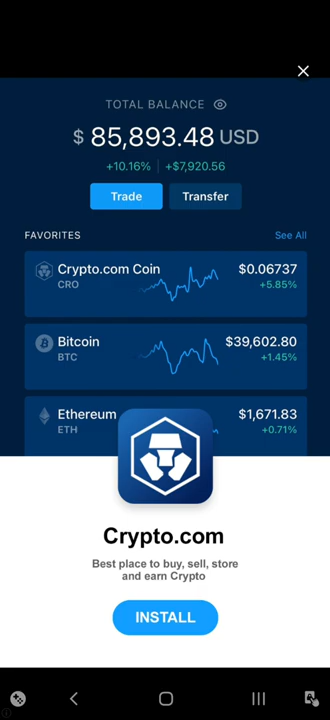 TOTAL BALANCE
$ 85,893.48 USD
+10.16% +$7,920.56
Trade Transfer
FAVORITES See All
Crypto.com Coin $0.06737
CRO +5.85%
Bitcoin $39,602.80
BTC +1.45%
Ethereum $1,671.83
ETH +0.71%
Crypto.com
Best place to buy, sell, store
and earn Crypto
INSTALL